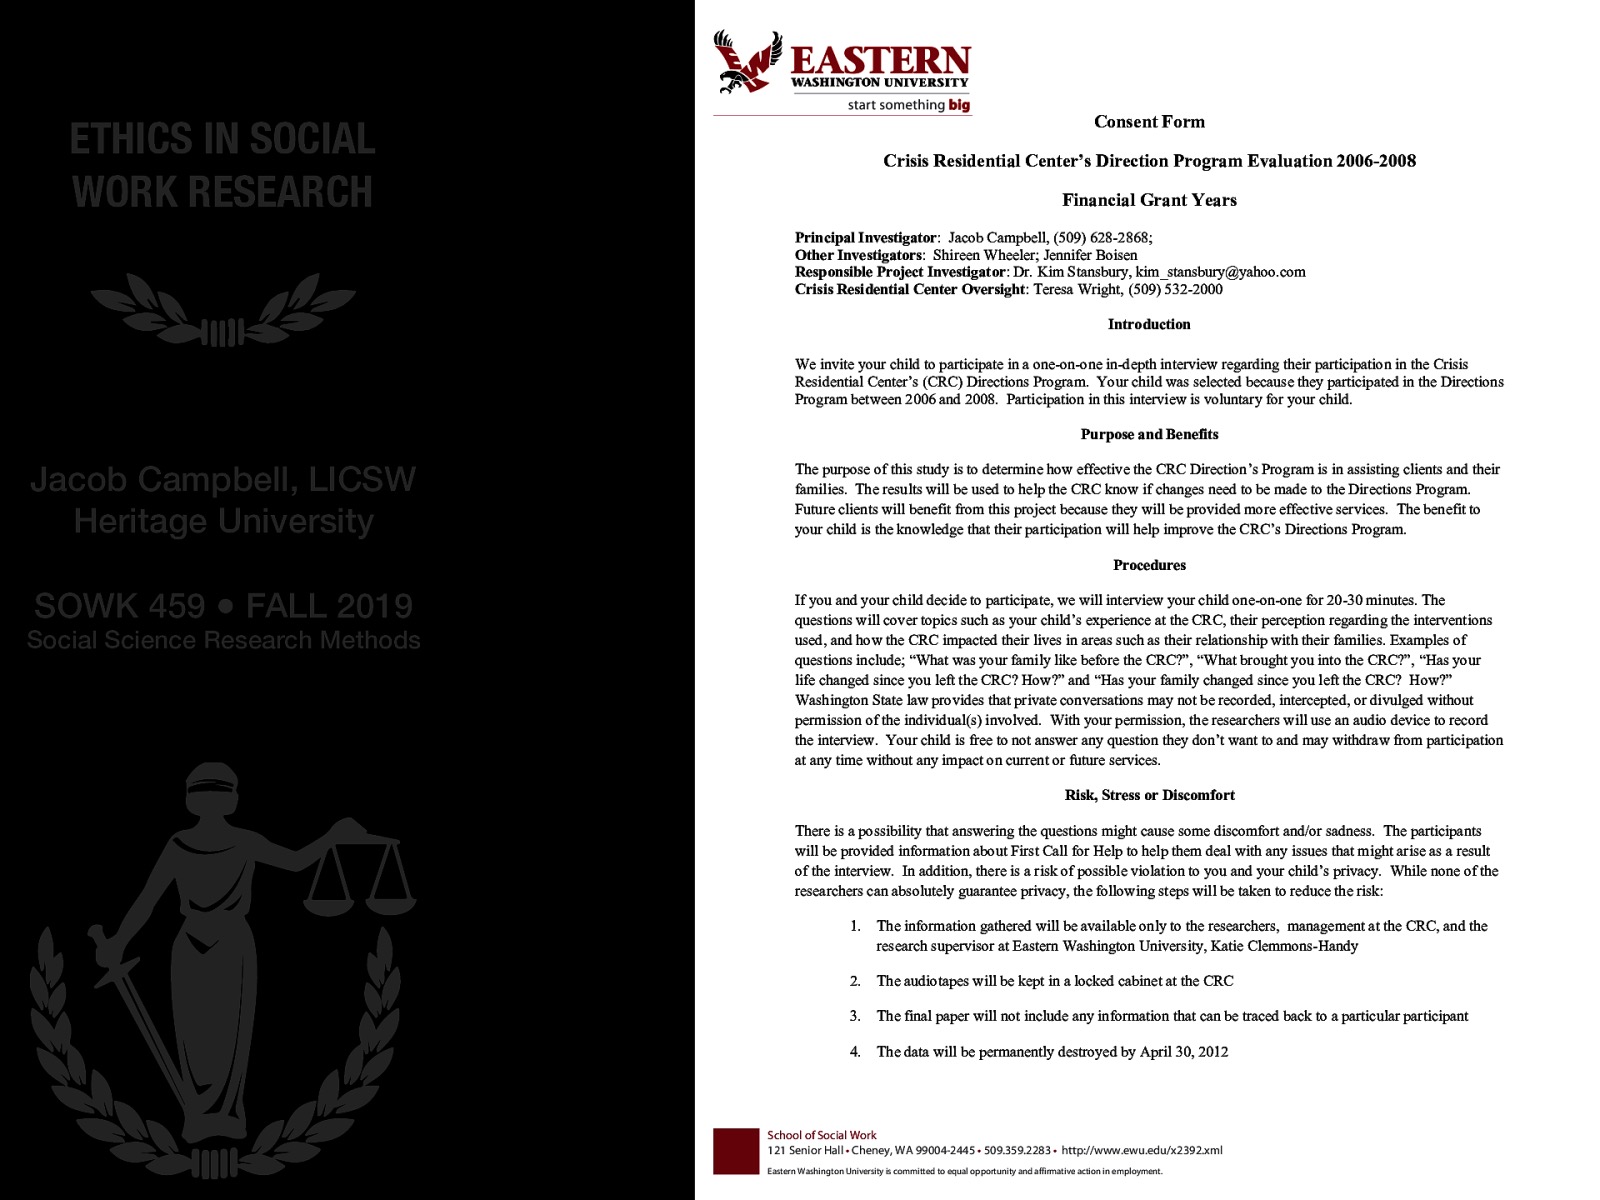 ETHICS IN SOCIAL
WORK RESEARCH
Jacob Campbell, LICSW
Heritage University
SOWK 459 • FALL 2019
Social Science Research Methods
EASTERN
WASHINGTON UNIVERSITY
start something big
Consent Form
Crisis Residential Center's Direction Program Evaluation 2006-2008
Financial Grant Years
Principal Investigator:  Jacob Campbell, (509) 628-2868;
Other Investigators:  Shireen Wheeler; Jennifer Boisen
Responsible Project Investigator: Dr. Kim Stansbury, kim_stansbury@yahoo.com
Crisis Residential Center Oversight: Teresa Wright, (509) 532-2000
Introduction
We invite your child to participate in a one-on-one in-depth interview regarding their participation in the Crisis
Residential Center's (CRC) Directions Program.  Your child was selected because they participated in the Directions
Program between 2006 and 2008.  Participation in this interview is voluntary for your child.
Purpose and Benefits
The purpose of this study is to determine how effective the CRC Direction's Program is in assisting clients and their
families.  The results will be used to help the CRC know if changes need to be made to the Directions Program.
Future clients will benefit from this project because they will be provided more effective services.  The benefit to
your child is the knowledge that their participation will help improve the CRC's Directions Program.
Procedures
If you and your child decide to participate, we will interview your child one-on-one for 20-30 minutes. The
questions will cover topics such as your child's experience at the CRC, their perception regarding the interventions
used, and how the CRC impacted their lives in areas such as their relationship with their families. Examples of
questions include; “What was your family like before the CRC?”, “What brought you into the CRC?”, “Has your
life changed since you left the CRC? How?” and “Has your family changed since you left the CRC?  How?”
Washington State law provides that private conversations may not be recorded, intercepted, or divulged without
permission of the individual(s) involved.  With your permission, the researchers will use an audio device to record
the interview.  Your child is free to not answer any question they don't want to and may withdraw from participation
at any time without any impact on current or future services.
Risk, Stress or Discomfort
There is a possibility that answering the questions might cause some discomfort and/or sadness.  The participants
will be provided information about First Call for Help to help them deal with any issues that might arise as a result
of the interview.  In addition, there is a risk of possible violation to you and your child's privacy.  While none of the
researchers can absolutely guarantee privacy, the following steps will be taken to reduce the risk:
1. The information gathered will be available only to the researchers,  management at the CRC, and the
research supervisor at Eastern Washington University, Katie Clemmons-Handy
2. The audiotapes will be kept in a locked cabinet at the CRC
3. The final paper will not include any information that can be traced back to a particular participant
4. The data will be permanently destroyed by April 30, 2012
School of Social Work
121 Senior Hall • Cheney, WA 99004-2445 • 509.359.2283 • http://www.ewu.edu/x2392.xml
Eastern Washington University is committed to equal opportunity and affirmative action in employment.